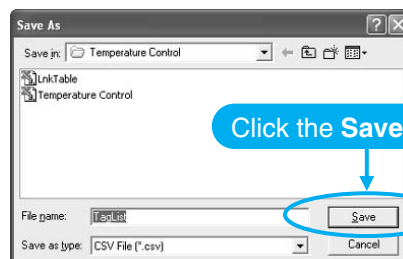 Save As
Save in: Temperature Control
LnkTable
Temperature Control
Click the Save
File name: TagList Save
Save as type: CSV File (*.csv) Cancel